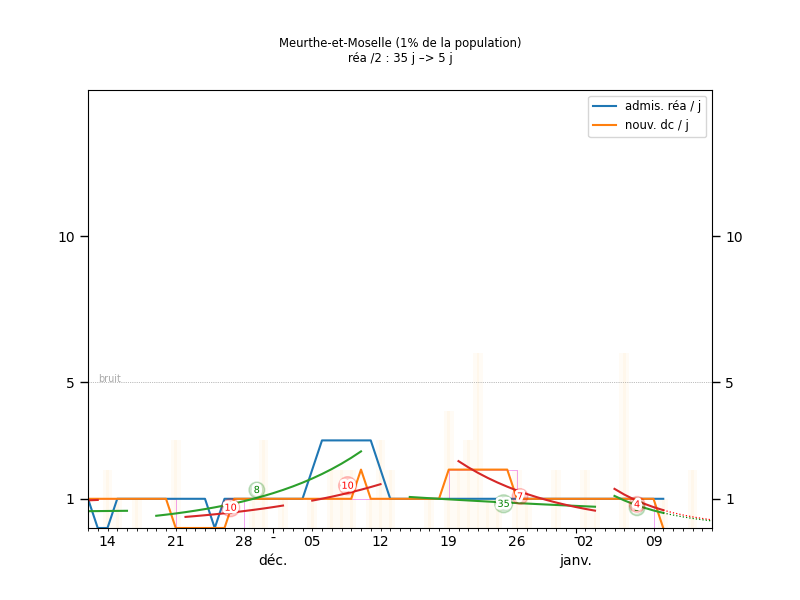 Meurthe-et-Moselle (1% de la population)
réa /2 : 35 j –> 5 j
admis. réa / j
nouv. dc / j
10 10
bruit
5 5
8
10
10
35
7
4
1 1
14 21 28 - 05 12 19 26 -02 09
déc. janv.